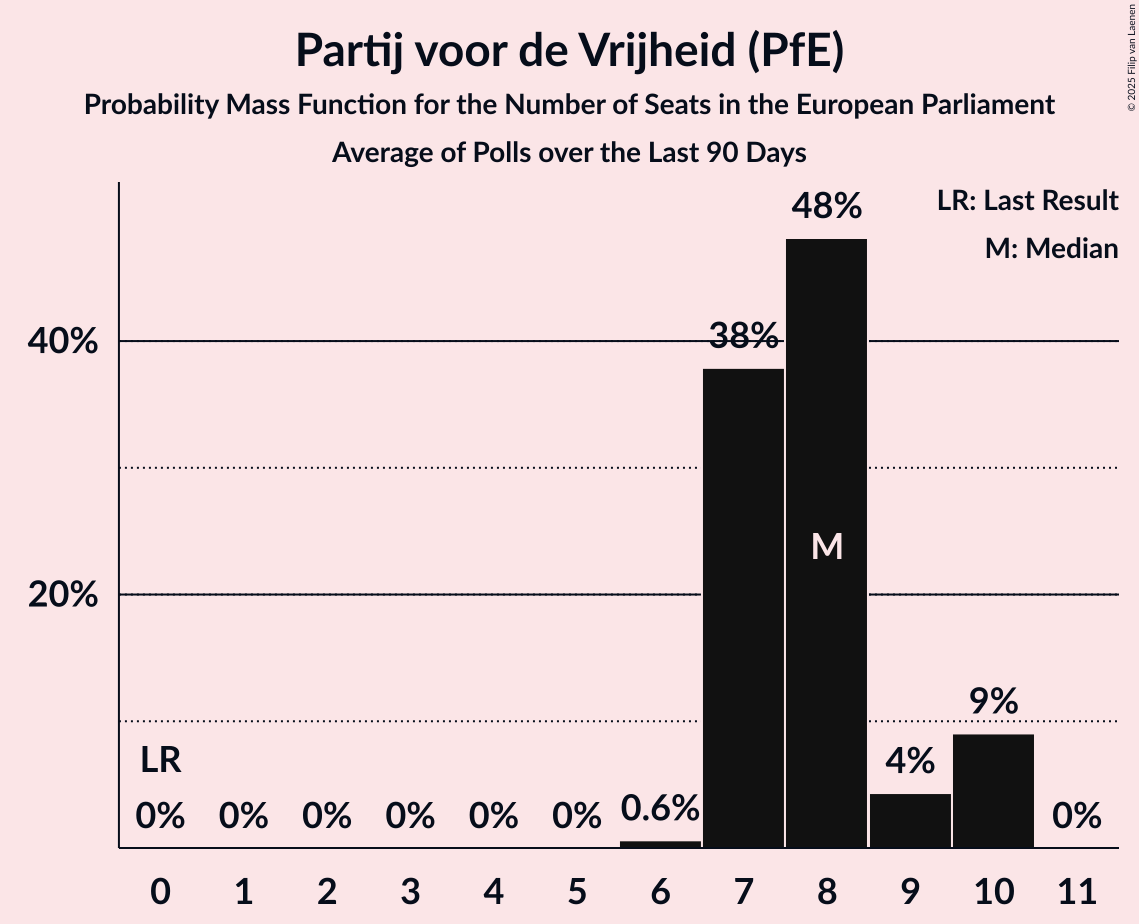 Partij voor de Vrijheid (PfE)
Probability Mass Function for the Number of Seats in the European Parliament
Average of Polls over the Last 90 Days
© 2025 Filip van Laenen
LR: Last Result
M: Median
48%
38%
40%
M
20%
9%
LR
4%
0% 0% 0% 0% 0% 0% 0.6% 0%
0 1 2 3 4 5 6 7 8 9 10 11